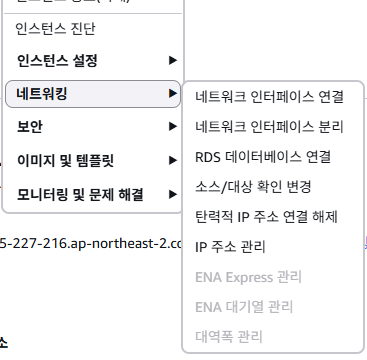 인스턴스 진단
인스턴스 설정
네트워킹
보안
이미지 및 템플릿
모니터링 및 문제 해결
네트워크 인터페이스 연결
네트워크 인터페이스 분리
RDS 데이터베이스 연결
소스/대상 확인 변경
탄력적 IP 주소 연결 해제
IP 주소 관리
ENA Express 관리
ENA 대기열 관리
대역폭 관리
5-227-216.ap-northeast-2.co
소